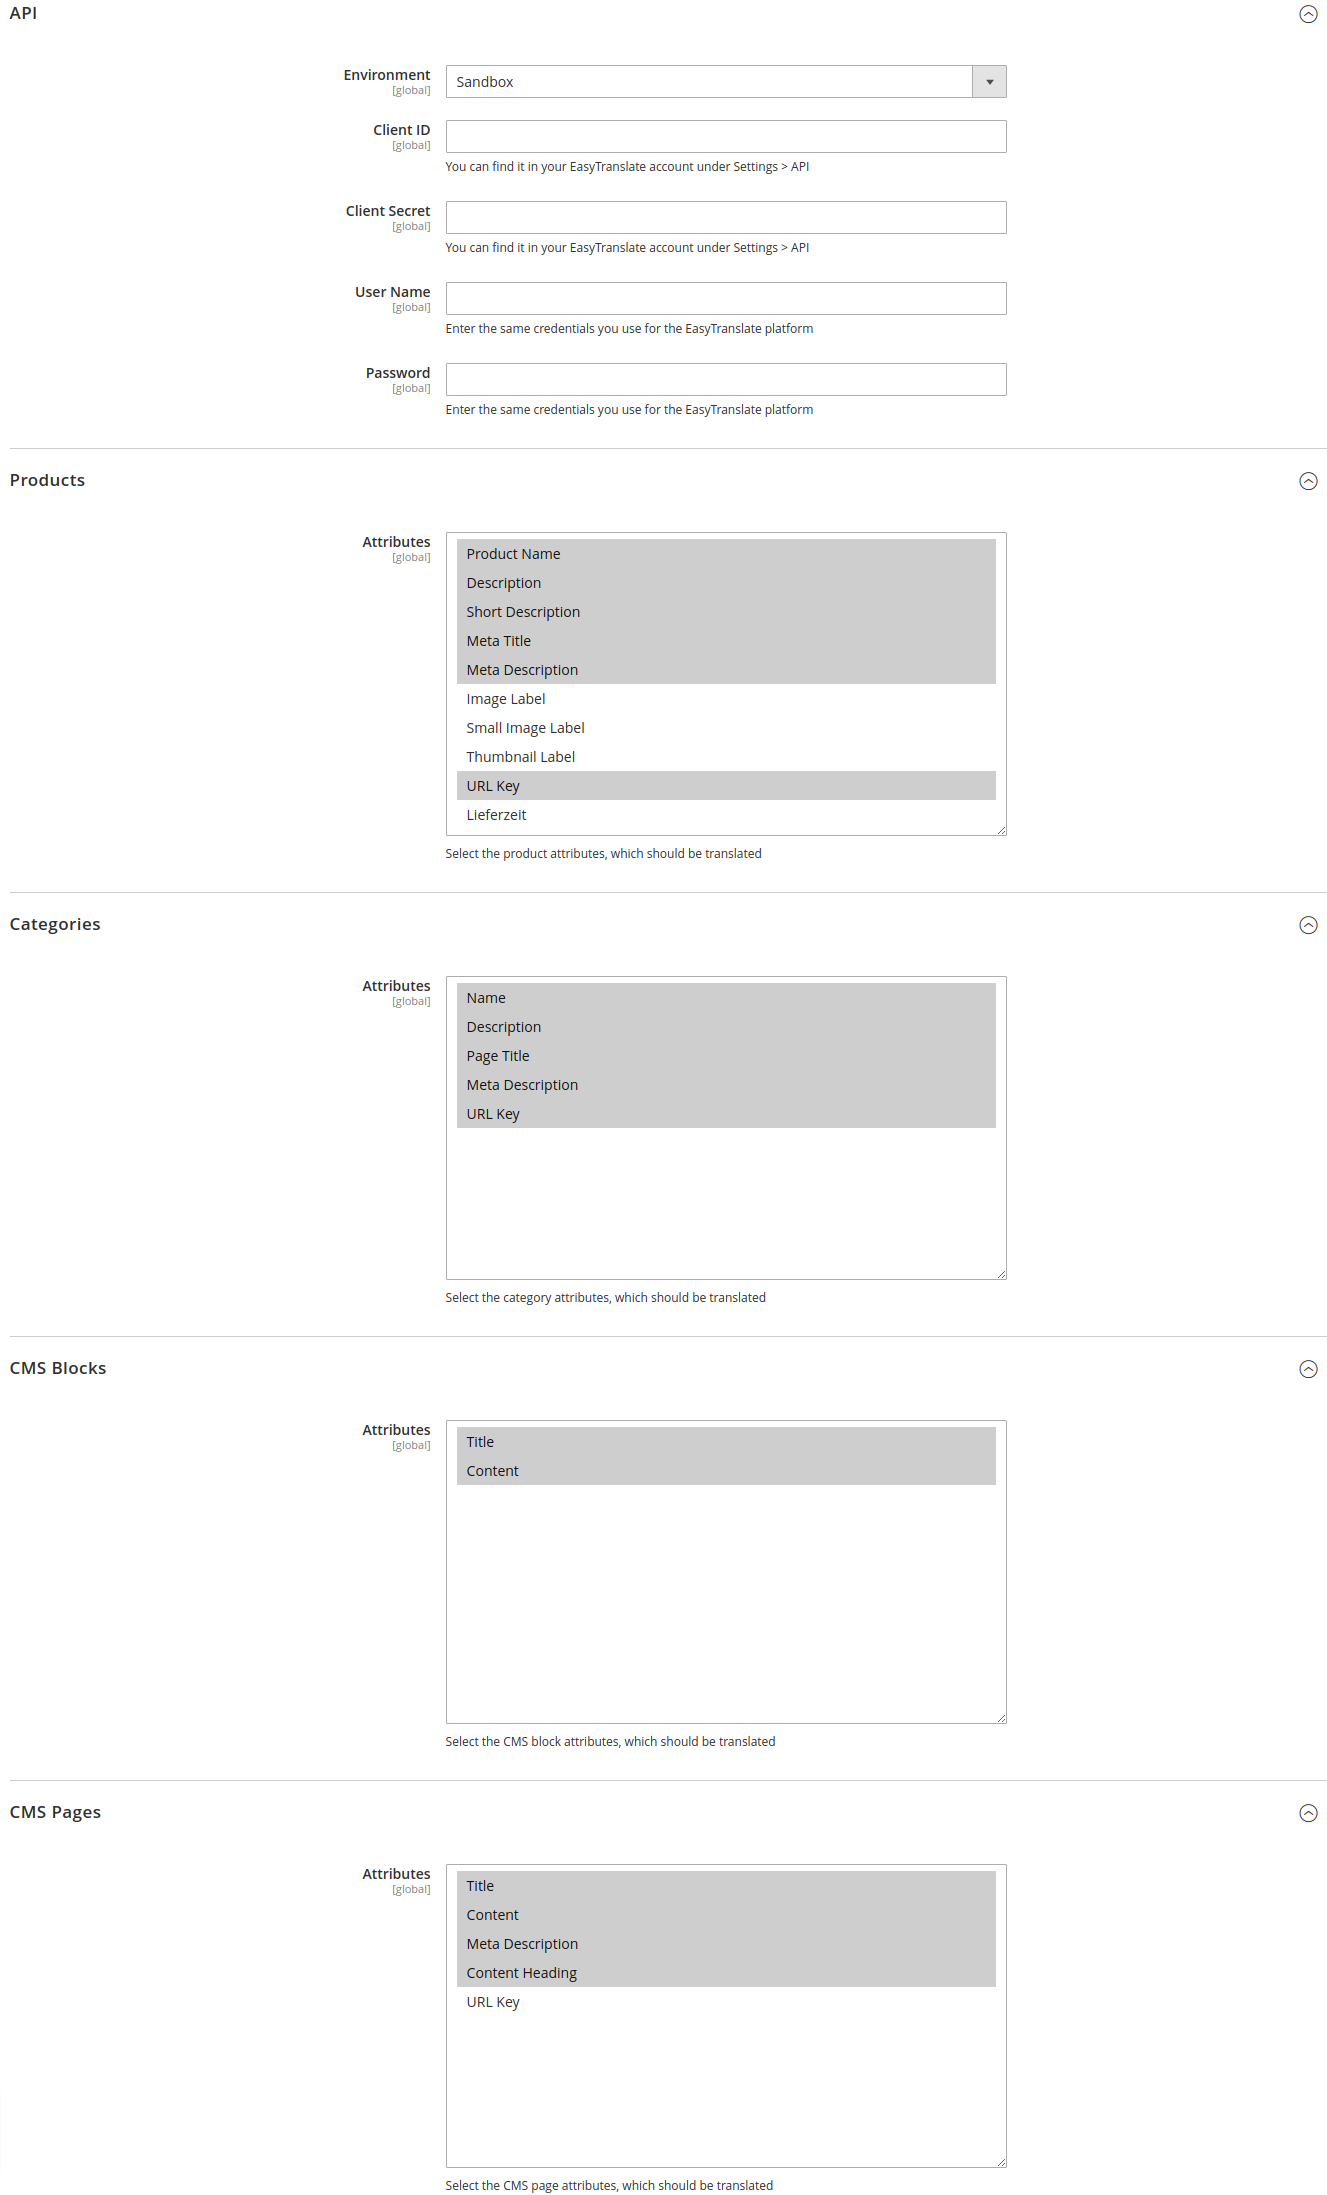 API
Environment
[global]
Sandbox
Client ID
[global]
You can find it in your EasyTranslate account under Settings > API
Client Secret
[global]
You can find it in your EasyTranslate account under Settings > API
User Name
[global]
Enter the same credentials you use for the EasyTranslate platform
Password
[global]
Enter the same credentials you use for the EasyTranslate platform
Products
Attributes
[global]
Product Name
Description
Short Description
Meta Title
Meta Description
Image Label
Small Image Label
Thumbnail Label
URL Key
Lieferzeit
Select the product attributes, which should be translated
Categories
Attributes
[global]
Name
Description
Page Title
Meta Description
URL Key
Select the category attributes, which should be translated
CMS Blocks
Attributes
[global]
Title
Content
Select the CMS block attributes, which should be translated
CMS Pages
Attributes
[global]
Title
Content
Meta Description
Content Heading
URL Key
Select the CMS page attributes, which should be translated